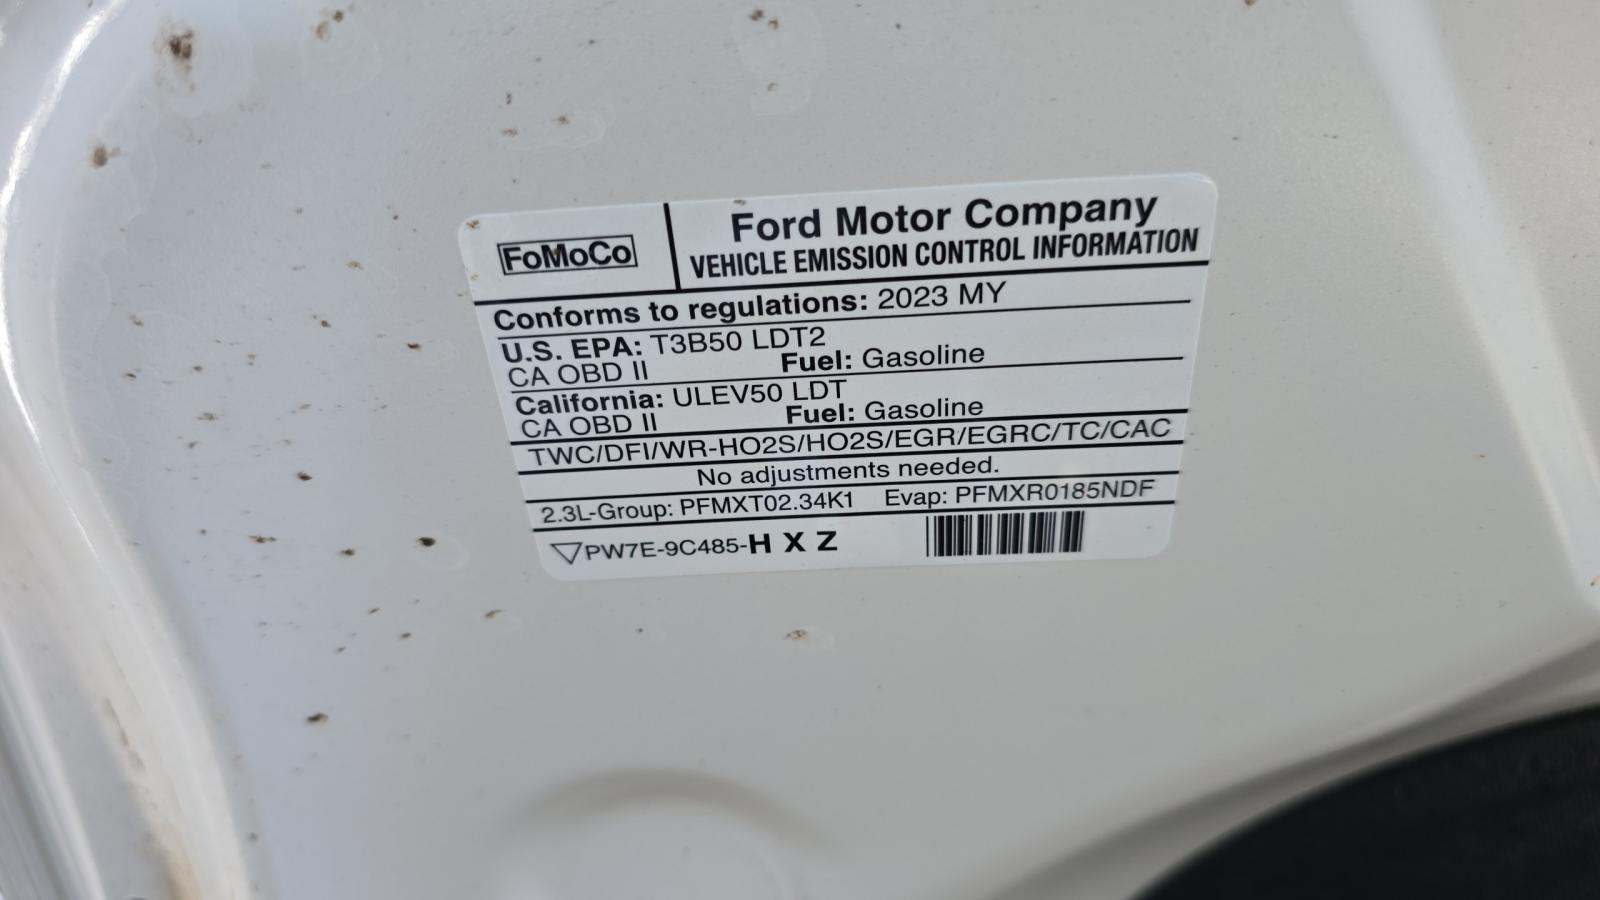 FoMoCo
Ford Motor Company
VEHICLE EMISSION CONTROL INFORMATION
Conforms to regulations: 2023 MY
U.S. EPA: T3B50 LDT2
CA OBD II Fuel: Gasoline
California: ULEV50 LDT
CA OBD II Fuel: Gasoline
TWC/DFI/WR-HO2S/HO2S/EGR/EGRC/TC/CAC
No adjustments needed.
2.3L-Group: PFMXT02.34K1 Evap: PFMXR0185NDF
PW7E-9C485-H X Z